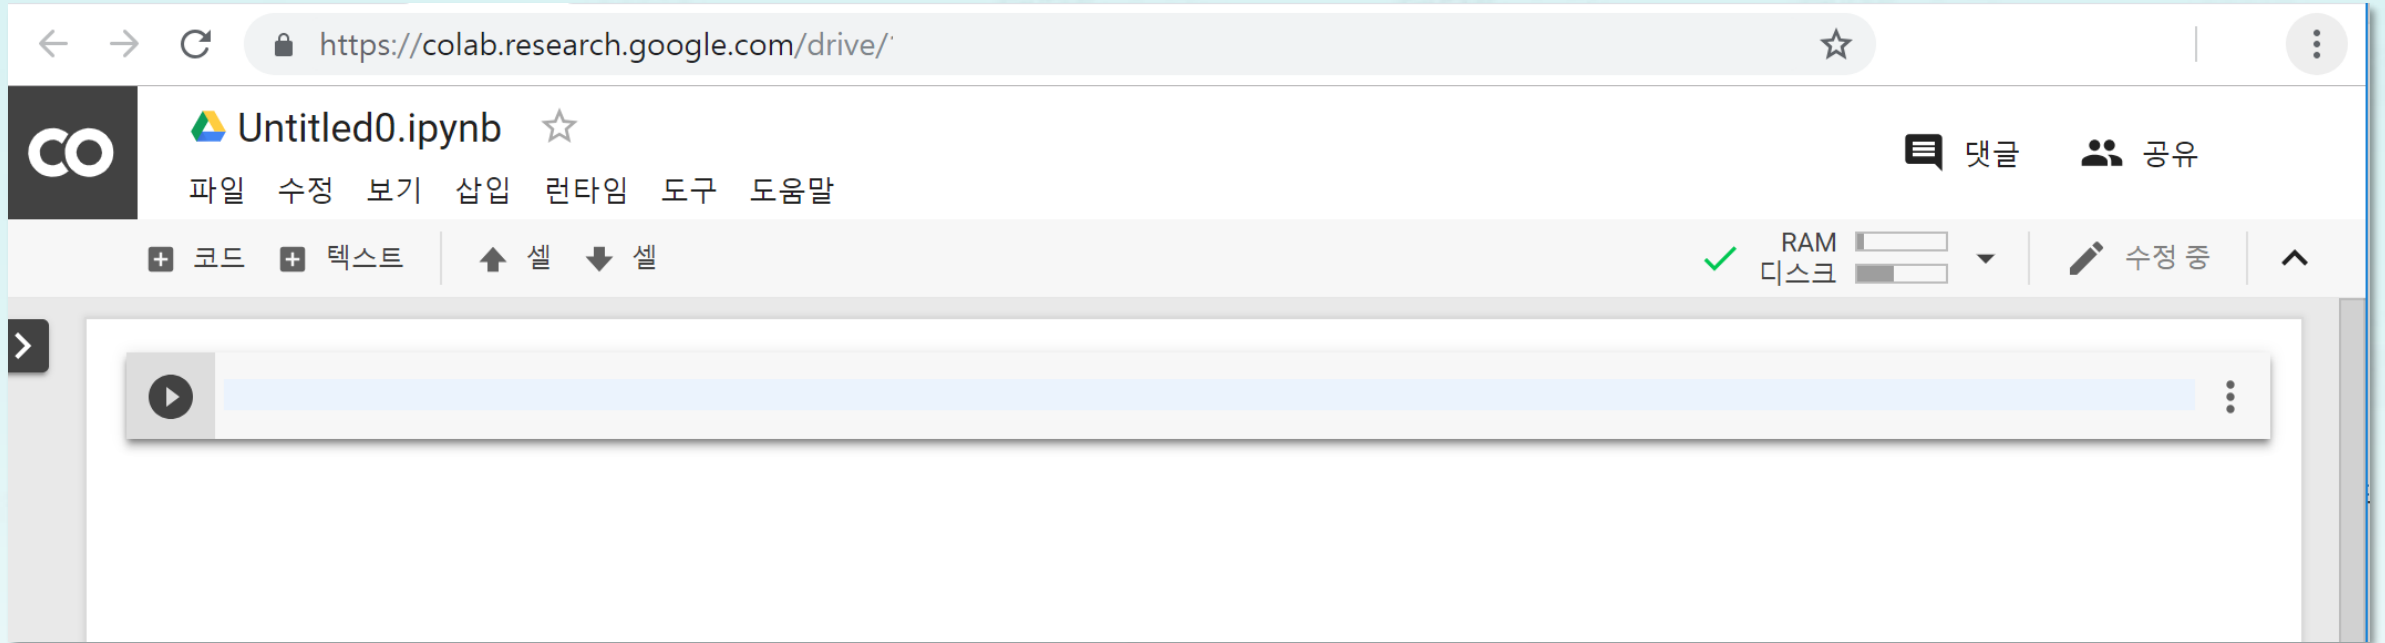 https://colab.research.google.com/drive/
CO
Untitled0.ipynb
댓글 공유
파일 수정 보기 삽입 런타임 도구 도움말
코드 텍스트 셀 셀
RAM
디스크
수정 중